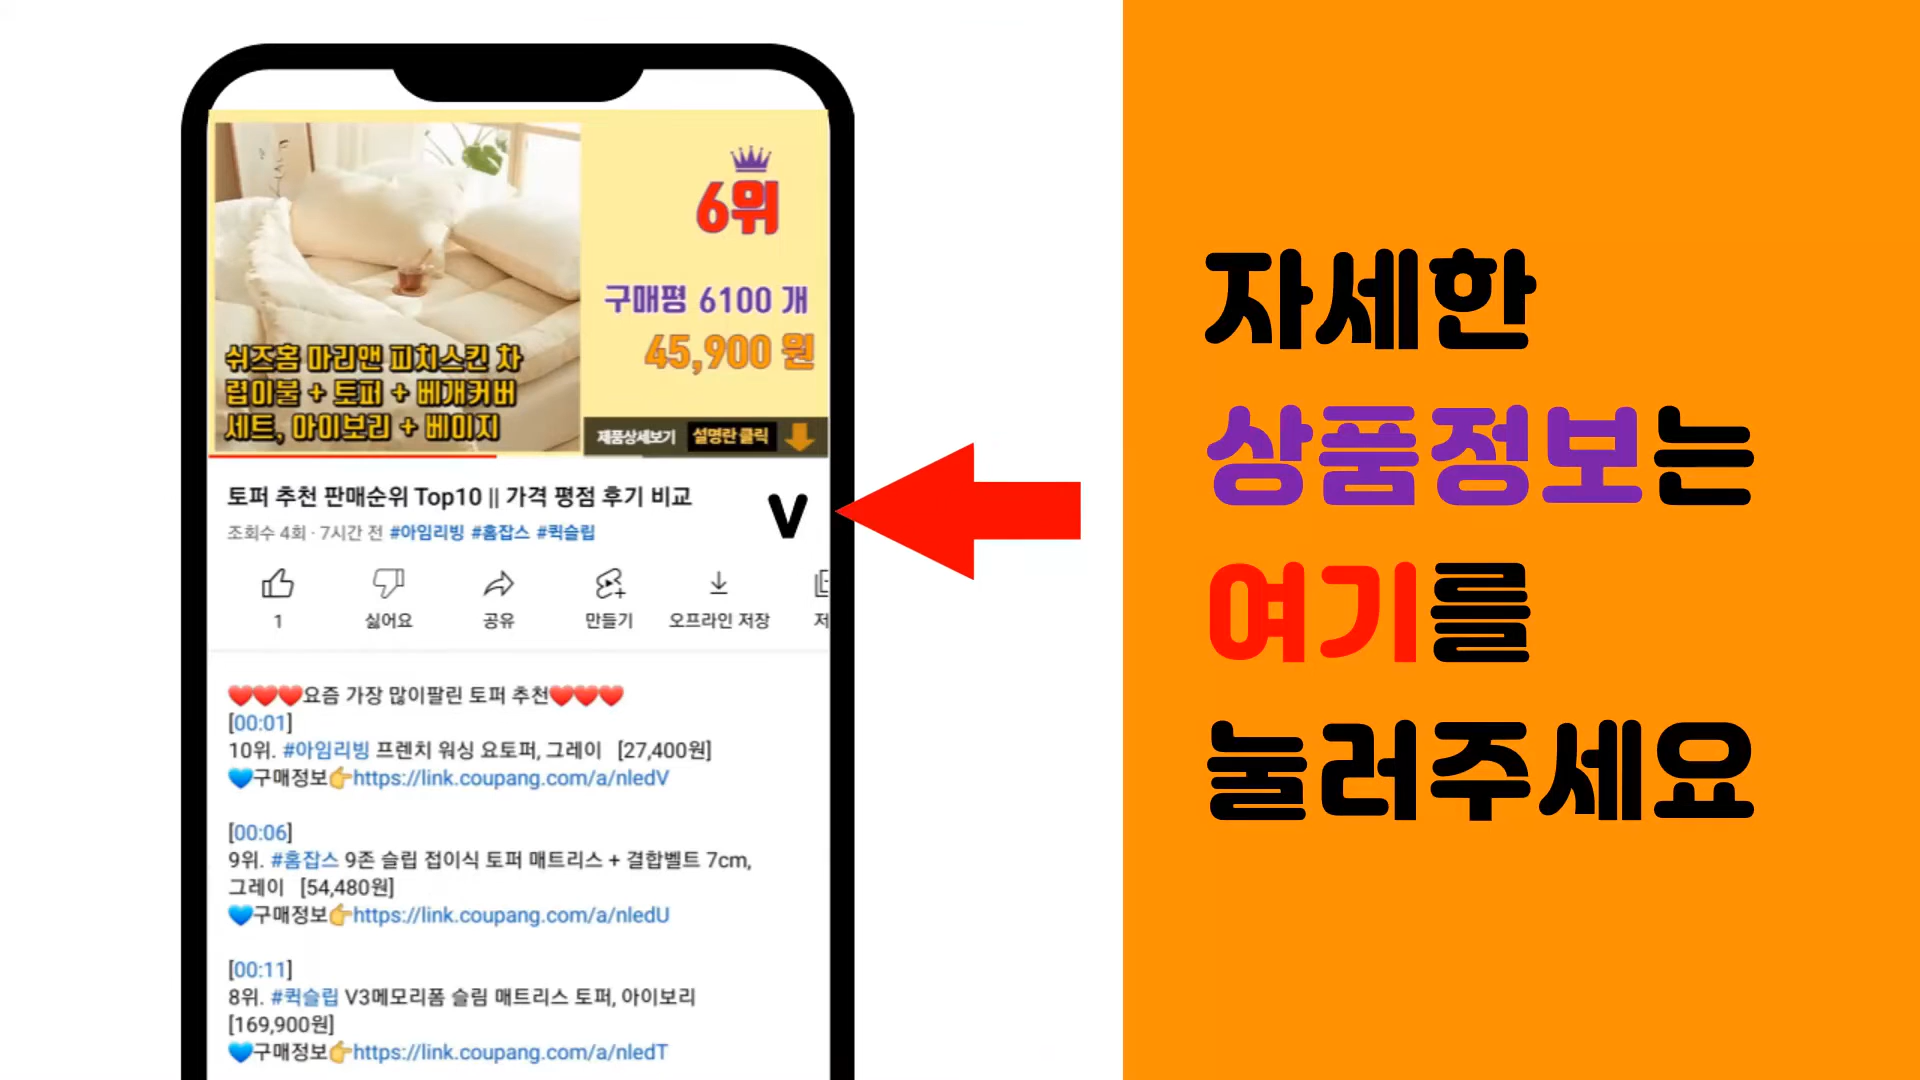 6위
구매평 6100 개
45,900 원
쉬즈홈 마리앤 피치스킨 차
렵이불 + 토퍼 + 베개커버
세트, 아이보리 + 베이지
제품상세보기 설명란 클릭
토퍼 추천 판매순위 Top10 || 가격 평점 후기 비교
V
조회수 4회 · 7시간 전 #아임리빙 #홈잡스 #퀵슬립
1 싫어요 공유 만들기 오프라인 저장 저
❤️❤️❤️요즘 가장 많이팔린 토퍼 추천❤️❤️❤️
[00:01]
10위. #아임리빙 프렌치 워싱 요토퍼, 그레이 [27,400원]
💙구매정보👉https://link.coupang.com/a/nledV
[00:06]
9위. #홈잡스 9존 슬립 접이식 토퍼 매트리스 + 결합벨트 7cm,
그레이 [54,480원]
💙구매정보👉https://link.coupang.com/a/nledU
[00:11]
8위. #퀵슬립 V3메모리폼 슬림 매트리스 토퍼, 아이보리
[169,900원]
💙구매정보👉https://link.coupang.com/a/nledT
자세한
상품정보는
여기를
눌러주세요